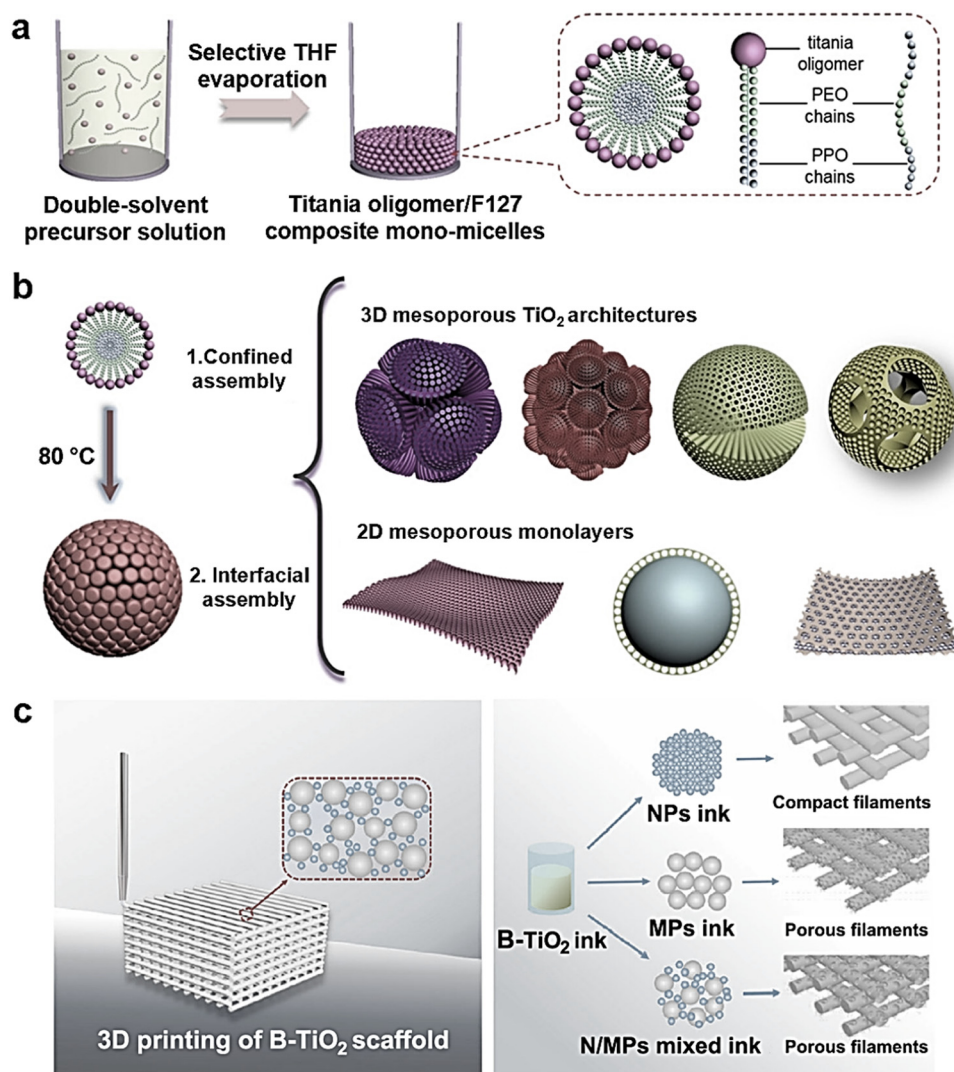 a
Selective THF
evaporation
Double-solvent
precursor solution
Titania oligomer/F127
composite mono-micelles
titania
oligomer
PEO
chains
PPO
chains
b
80 °C
1.Confined
assembly
2. Interfacial
assembly
3D mesoporous TiO₂ architectures
2D mesoporous monolayers
c
3D printing of B-TiO₂ scaffold
B-TiO₂ ink
NPs ink
Compact filaments
MPs ink
Porous filaments
N/MPs mixed ink
Porous filaments